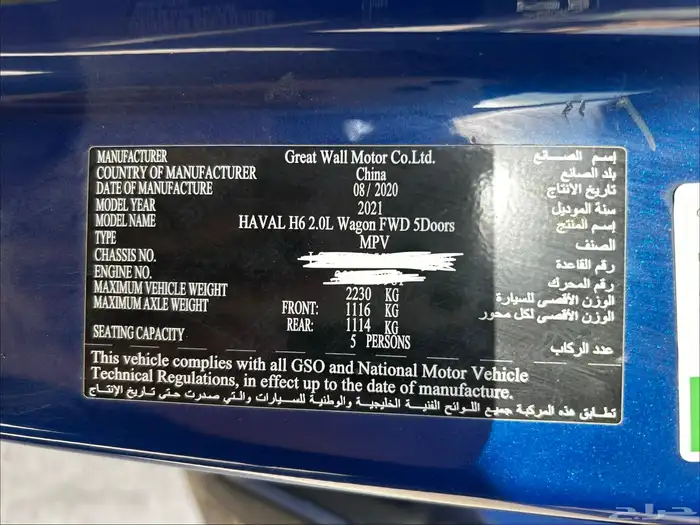 MANUFACTURER Great Wall Motor Co.Ltd. إسم الصانع
COUNTRY OF MANUFACTURER China بلد الصانع
DATE OF MANUFACTURE 08/2020 تاريخ الإنتاج
MODEL YEAR 2021 سنة الموديل
MODEL NAME HAVAL H6 2.0L Wagon FWD 5Doors إسم المنتج
TYPE MPV الصنف
CHASSIS NO. رقم القاعدة
ENGINE NO. رقم المحرك
MAXIMUM VEHICLE WEIGHT 2230 KG الوزن الأقصى للسيارة
MAXIMUM AXLE WEIGHT FRONT: 1116 KG الوزن الأقصى لكل محور
REAR: 1114 KG
SEATING CAPACITY 5 PERSONS عدد الركاب
This vehicle complies with all GSO and National Motor Vehicle
Technical Regulations, in effect up to the date of manufacture.
تطابق هذه المركبة جميع اللوائح الفنية الخليجية والوطنية للسيارات والتي صدرت حتى تاريخ الإنتاج
حراج